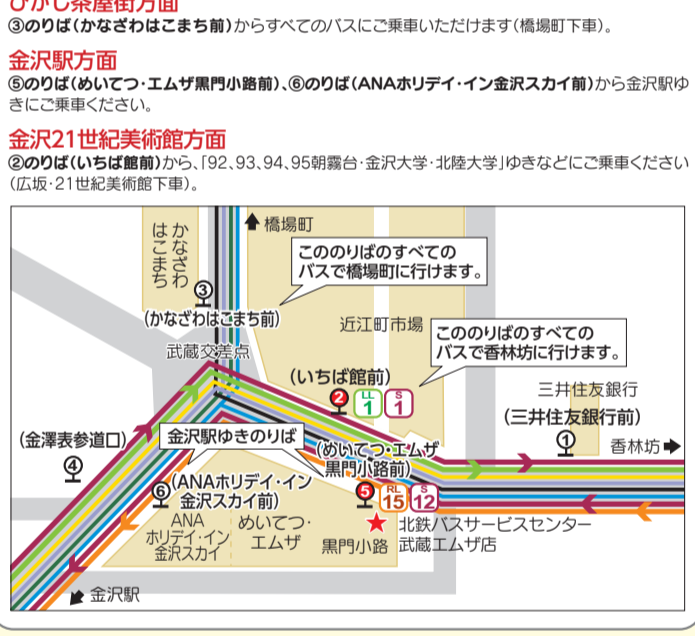 ひがし茶屋街方面
③のりば(かなざわはこまち前)からすべてのバスにご乗車いただけます(橋場町下車)。
金沢駅方面
⑤のりば(めいてつ・エムザ黒門小路前)、⑥のりば(ANAホリデイ・イン金沢スカイ前)から金沢駅ゆ
きにご乗車ください。
金沢21世紀美術館方面
②のりば(いちば館前)から、「92、93、94、95朝霧台・金沢大学・北陸大学」ゆきなどにご乗車ください
(広坂・21世紀美術館下車)。
橋場町
かなざわ
はこまち
こののりばのすべての
バスで橋場町に行けます。
③
(かなざわはこまち前)
近江町市場
こののりばのすべての
バスで香林坊に行けます。
武蔵交差点
(いちば館前)
② LL 1 S 1
三井住友銀行
(三井住友銀行前)
①
香林坊
(金澤表参道口)
④
金沢駅ゆきのりば
(めいてつ・エムザ
黒門小路前)
⑤ RL 15 S 12
⑥(ANAホリデイ・イン
金沢スカイ前)
ANA
ホリデイ・イン
金沢スカイ
めいてつ・
エムザ
黒門小路
北鉄バスサービスセンター
武蔵エムザ店
金沢駅